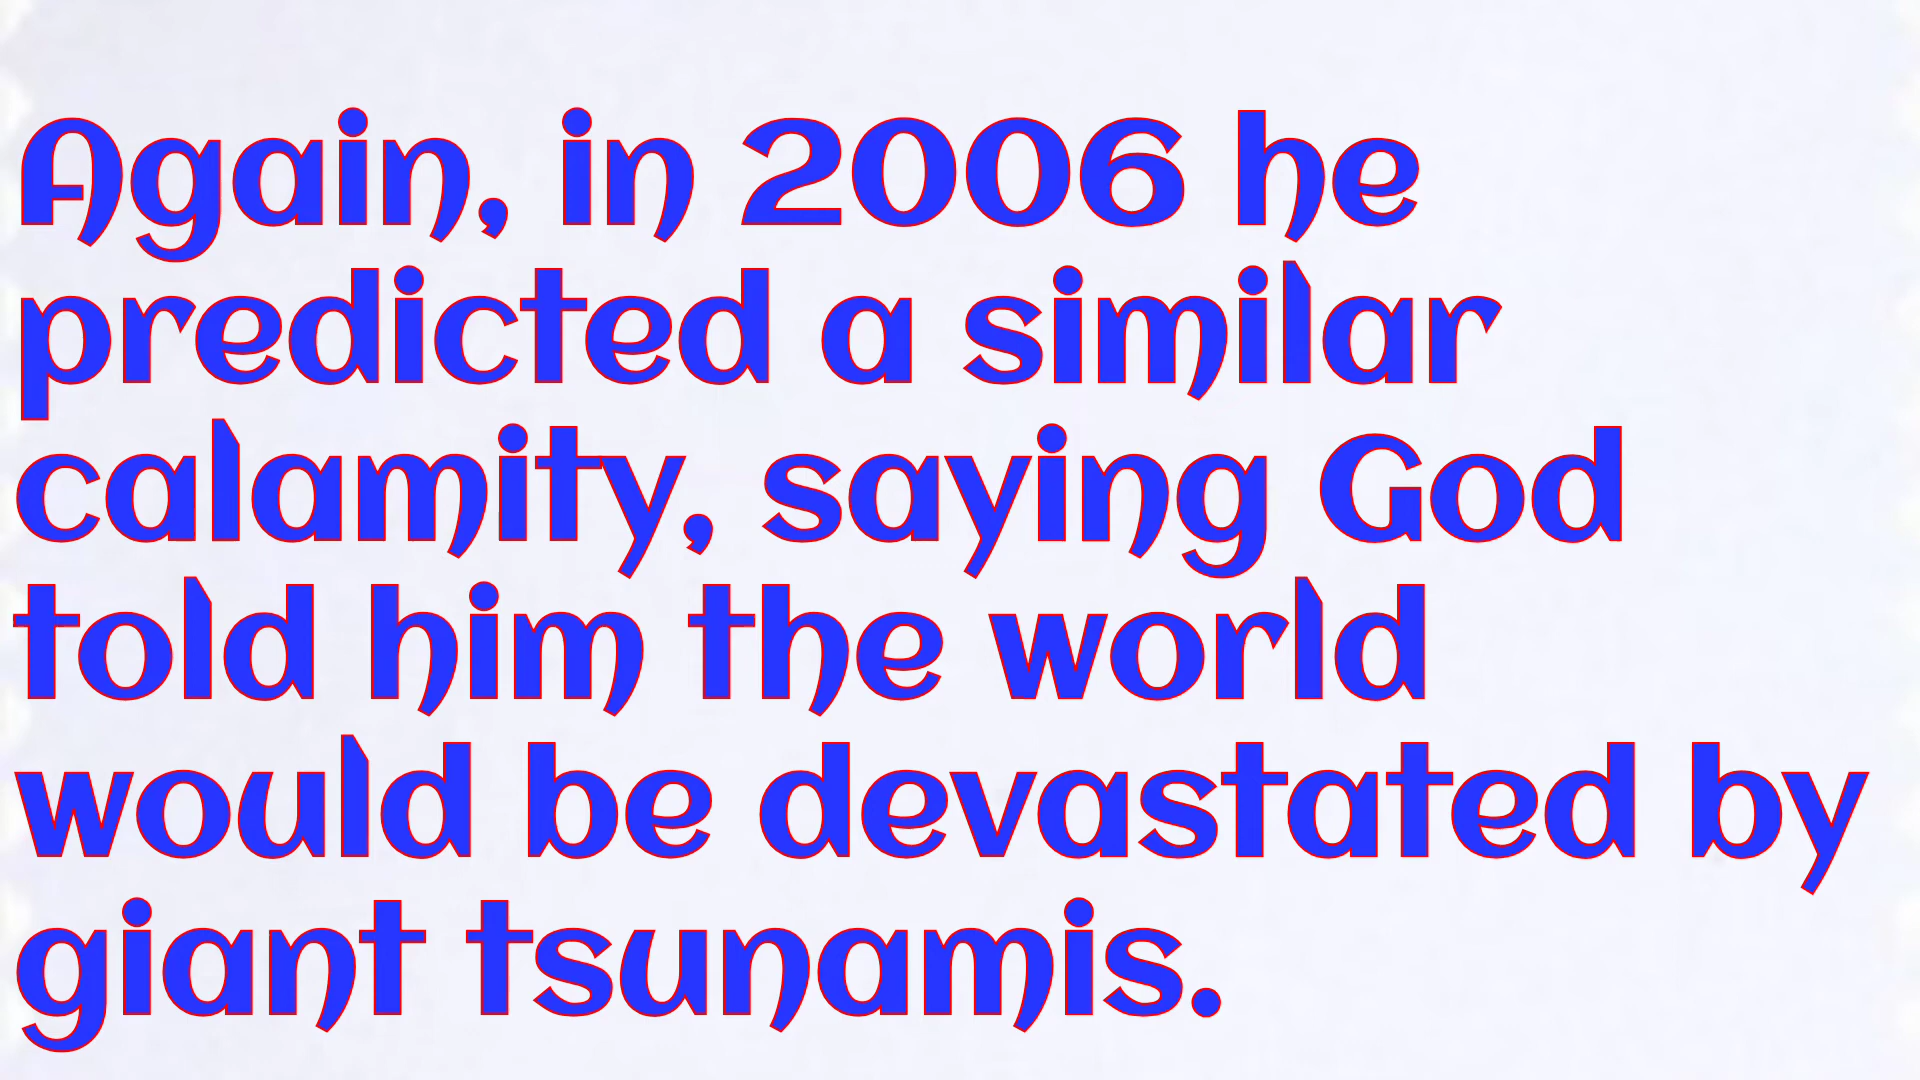 Again, in 2006 he
predicted a similar
calamity, saying God
told him the world
would be devastated by
giant tsunamis.